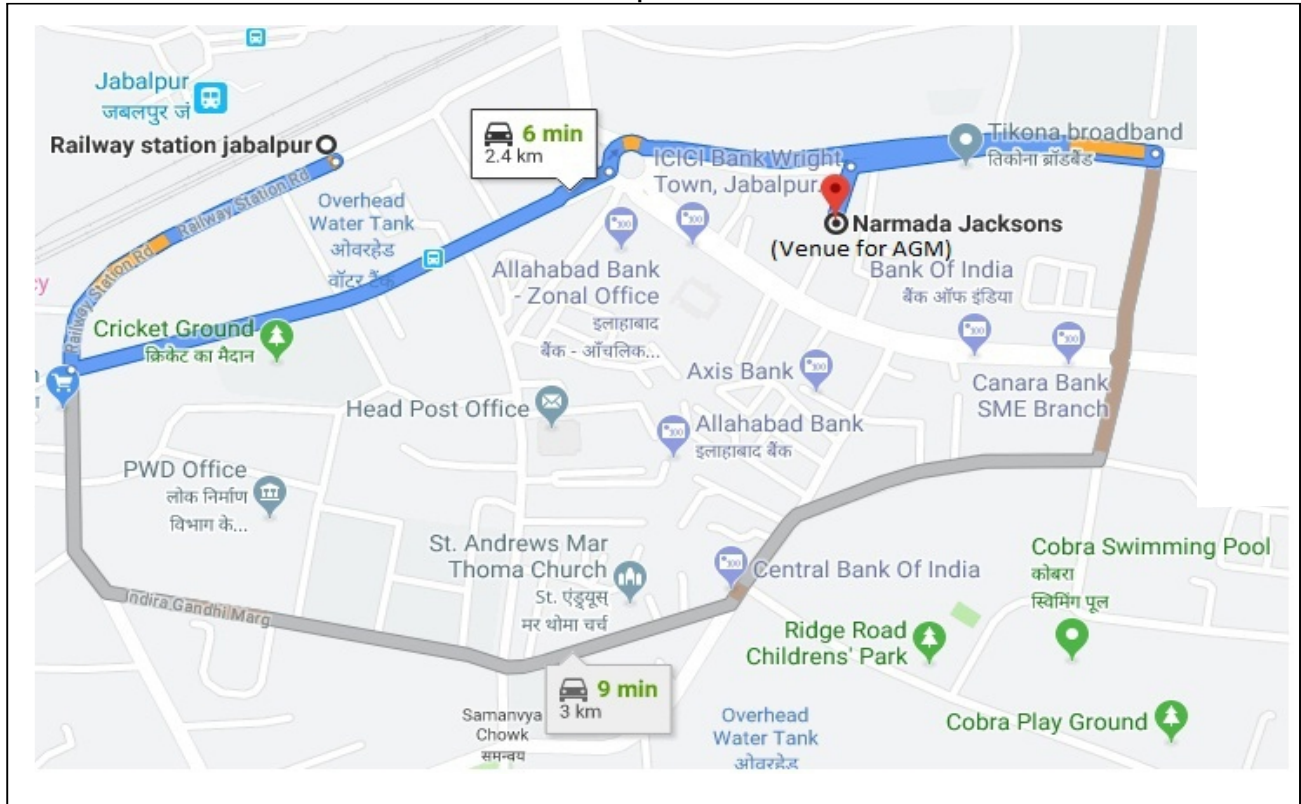 Jabalpur
जबलपुर जं
Railway station jabalpur
Railway Station Rd
Railway Station Rd
Railway Station Rd
6 min
2.4 km
Tikona broadband
तिकोना ब्रॉडबैंड
ICICI Bank Wright
Town, Jabalpur.
Narmada Jacksons
(Venue for AGM)
Overhead
Water Tank
ओवरहेड
वॉटर टैंक
Allahabad Bank
- Zonal Office
इलाहाबाद
बैंक - आँचलिक...
Bank Of India
बैंक ऑफ इंडिया
Cricket Ground
क्रिकेट का मैदान
Axis Bank
Canara Bank
SME Branch
Head Post Office
Allahabad Bank
इलाहाबाद बैंक
PWD Office
लोक निर्माण
विभाग के...
St. Andrews Mar
Thoma Church
St. एंड्र्यूस्
मर थोमा चर्च
Central Bank Of India
Cobra Swimming Pool
कोबरा
स्विमिंग पूल
Indira Gandhi Marg
Ridge Road
Childrens' Park
9 min
3 km
Samanvya
Chowk
समन्वय
Overhead
Water Tank
ओवरहेड
Cobra Play Ground